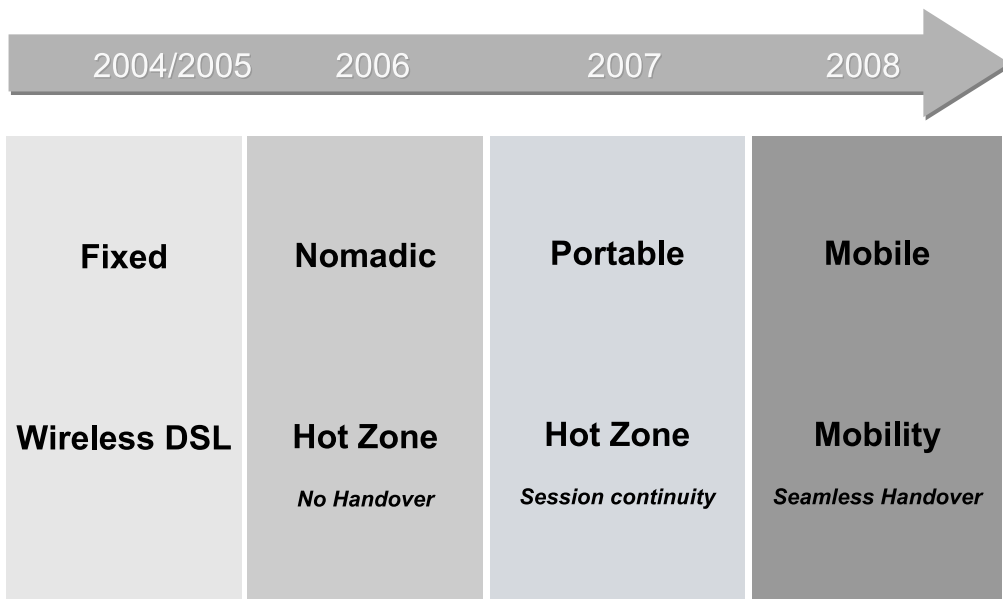 2004/2005 2006 2007 2008
Fixed
Wireless DSL
Nomadic
Hot Zone
No Handover
Portable
Hot Zone
Session continuity
Mobile
Mobility
Seamless Handover